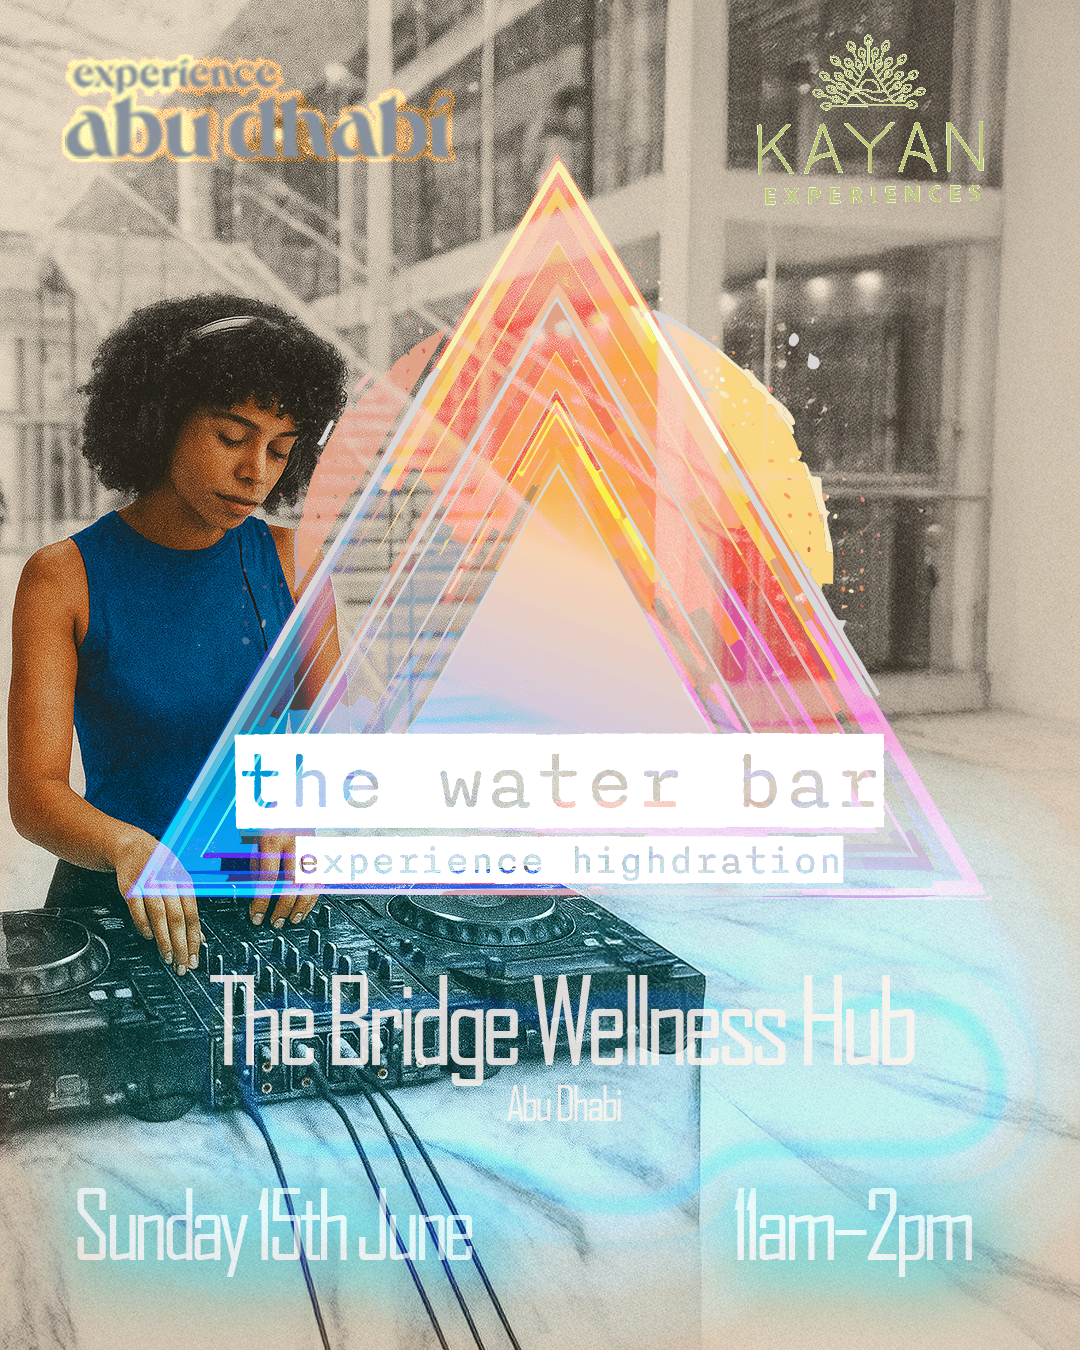 experience
abu dhabi
KAYAN
EXPERIENCES
the water bar
experience highdration
The Bridge Wellness Hub
Abu Dhabi
Sunday 15th June
11am-2pm